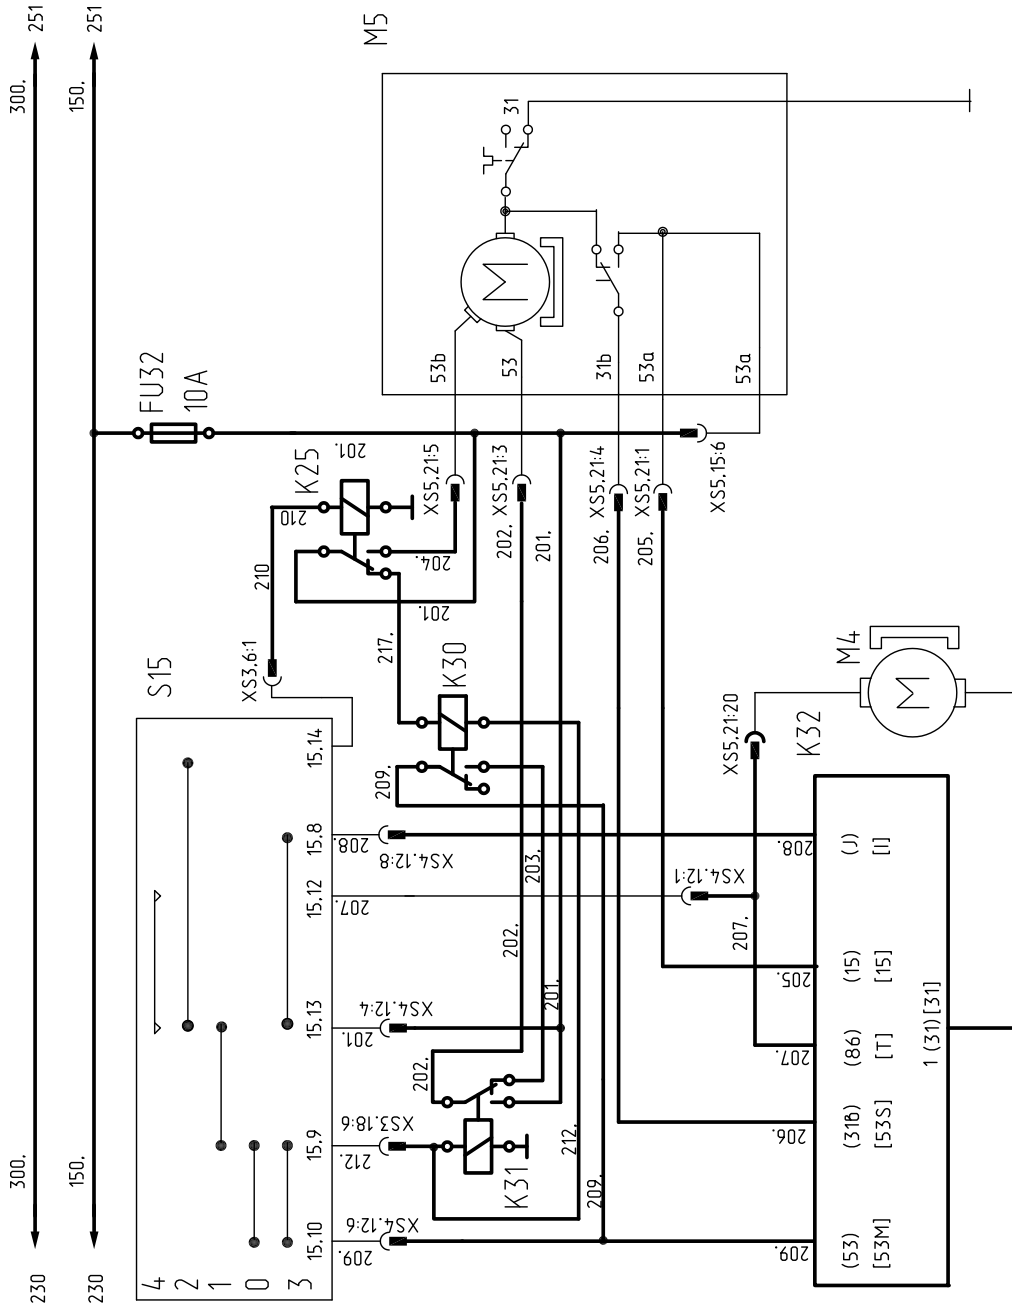 300.
251
150.
251
M5
31
53b
53
31b
53a
53a
FU32
10A
201.
K25
210
XS5.21:5
XS5.21:3
XS5.21:4
XS5.21:1
XS5.15:6
204.
202.
201.
206.
205.
210
201.
217.
K30
XS3.6:1
S15
M4
M
M
XS5.21:20
K32
15.14
209.
15.8
208.
XS4.12:8
208.
(J)
[I]
15.12
207.
203.
XS4.12:1
207.
202.
201.
205.
(15)
[15]
15.13
201.
XS4.12:4
202.
207.
(86)
[T]
1 (31) [31]
15.9
212.
XS3.18:6
K31
212.
206.
(31b)
[53S]
15.10
209.
XS4.12:6
209.
209.
(53)
[53M]
4
2
1
0
3
300.
230
150.
230